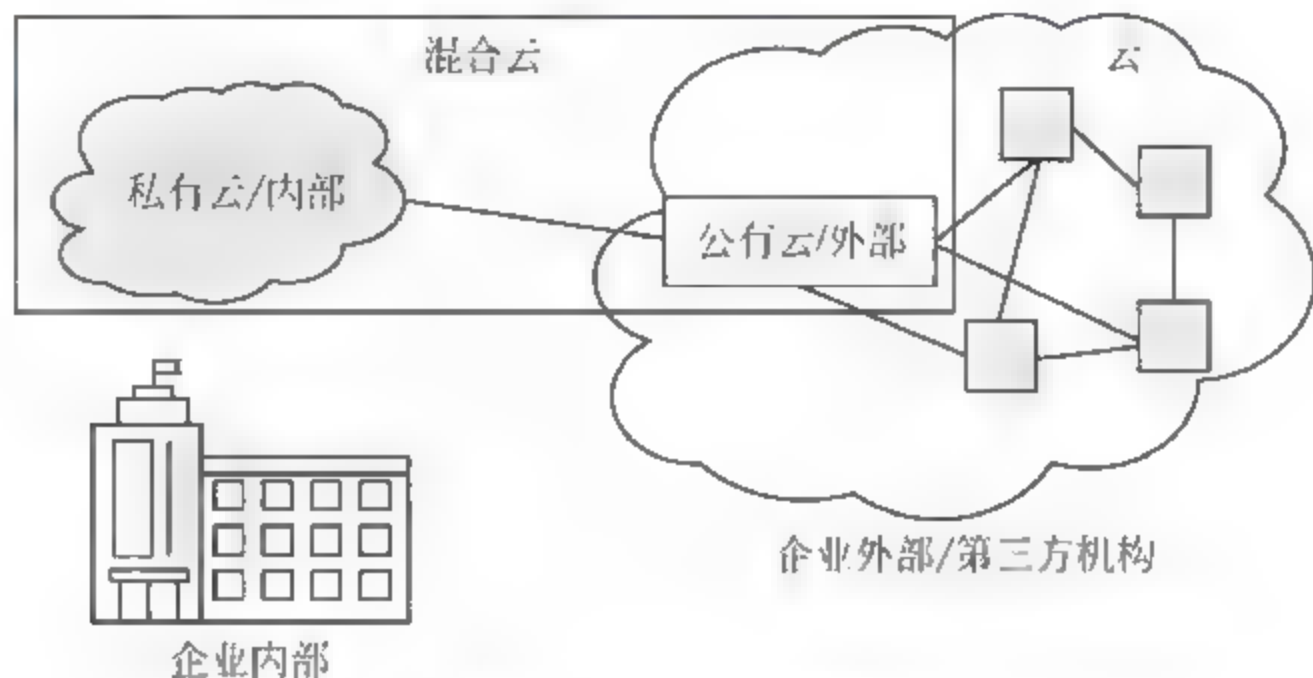 混合云
云
私有云/内部
公有云/外部
企业外部/第三方机构
企业内部